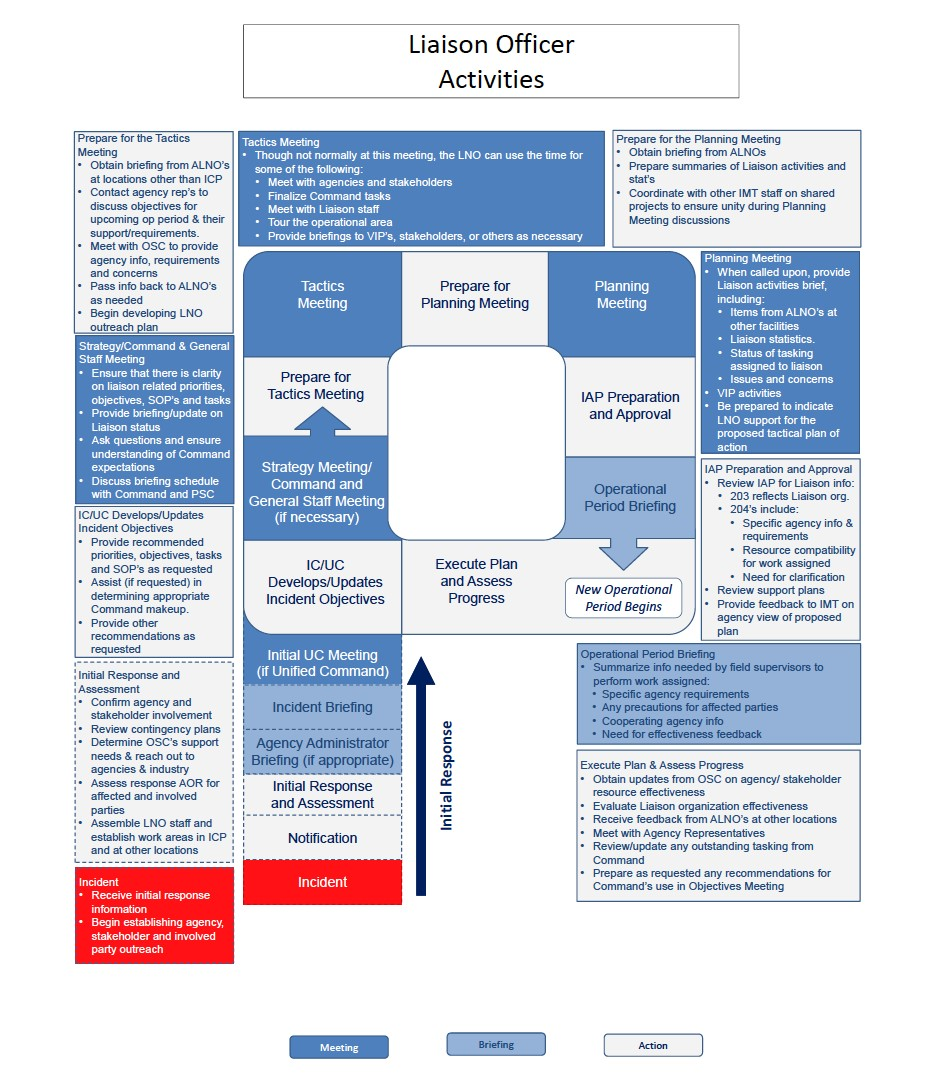 Liaison Officer
Activities
Prepare for the Tactics
Meeting
• Obtain briefing from ALNO's
at locations other than ICP
• Contact agency rep's to
discuss objectives for
upcoming op period & their
support/requirements.
• Meet with OSC to provide
agency info, requirements
and concerns
• Pass info back to ALNO's
as needed
• Begin developing LNO
outreach plan
Tactics Meeting
• Though not normally at this meeting, the LNO can use the time for
some of the following:
• Meet with agencies and stakeholders
• Finalize Command tasks
• Meet with Liaison staff
• Tour the operational area
• Provide briefings to VIP's, stakeholders, or others as necessary
Prepare for the Planning Meeting
• Obtain briefing from ALNOs
• Prepare summaries of Liaison activities and
stat's
• Coordinate with other IMT staff on shared
projects to ensure unity during Planning
Meeting discussions
Strategy/Command & General
Staff Meeting
• Ensure that there is clarity
on liaison related priorities,
objectives, SOP's and tasks
• Provide briefing/update on
Liaison status
• Ask questions and ensure
understanding of Command
expectations
• Discuss briefing schedule
with Command and PSC
IC/UC Develops/Updates
Incident Objectives
• Provide recommended
priorities, objectives, tasks
and SOP's as requested
• Assist (if requested) in
determining appropriate
Command makeup.
• Provide other
recommendations as
requested
Initial Response and
Assessment
• Confirm agency and
stakeholder involvement
• Review contingency plans
• Determine OSC's support
needs & reach out to
agencies & industry
• Assess response AOR for
affected and involved
parties
• Assemble LNO staff and
establish work areas in ICP
and at other locations
Incident
• Receive initial response
information
• Begin establishing agency,
stakeholder and involved
party outreach
Tactics
Meeting
Prepare for
Planning Meeting
Planning
Meeting
Prepare for
Tactics Meeting
IAP Preparation
and Approval
Strategy Meeting/
Command and
General Staff Meeting
(if necessary)
Operational
Period Briefing
IC/UC
Develops/Updates
Incident Objectives
Execute Plan
and Assess
Progress
New Operational
Period Begins
Initial UC Meeting
(if Unified Command)
Incident Briefing
Agency Administrator
Briefing (if appropriate)
Initial Response
and Assessment
Notification
Incident
Initial Response
Planning Meeting
• When called upon, provide
Liaison activities brief,
including:
• Items from ALNO's at
other facilities
• Liaison statistics.
• Status of tasking
assigned to liaison
• Issues and concerns
• VIP activities
• Be prepared to indicate
LNO support for the
proposed tactical plan of
action
IAP Preparation and Approval
• Review IAP for Liaison info:
• 203 reflects Liaison org.
• 204's include:
• Specific agency info &
requirements
• Resource compatibility
for work assigned
• Need for clarification
• Review support plans
• Provide feedback to IMT on
agency view of proposed
plan
Operational Period Briefing
• Summarize info needed by field supervisors to
perform work assigned:
• Specific agency requirements
• Any precautions for affected parties
• Cooperating agency info
• Need for effectiveness feedback
Execute Plan & Assess Progress
• Obtain updates from OSC on agency/ stakeholder
resource effectiveness
• Evaluate Liaison organization effectiveness
• Receive feedback from ALNO's at other locations
• Meet with Agency Representatives
• Review/update any outstanding tasking from
Command
• Prepare as requested any recommendations for
Command's use in Objectives Meeting
Meeting
Briefing
Action